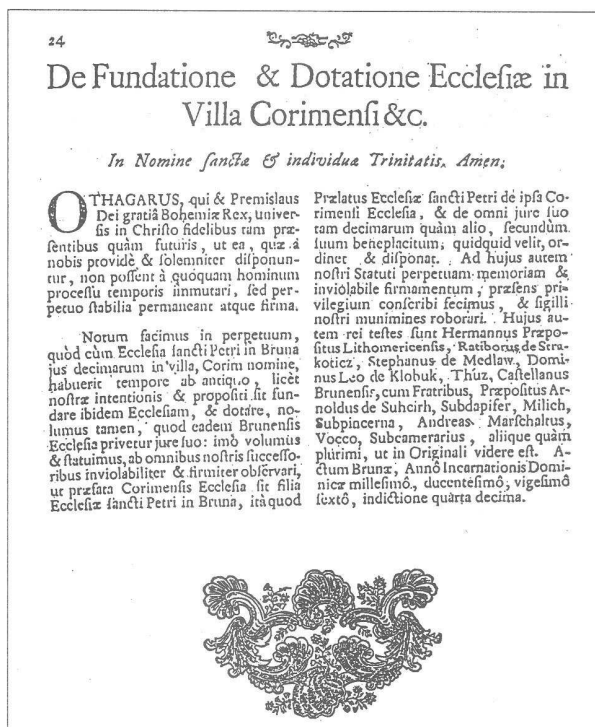 24
De Fundatione & Dotatione Ecclesiæ in
Villa Corimenſi &c.
In Nomine ſanctæ & individuæ Trinitatis. Amen;
OTHAGARUS, qui & Premislaus
Dei gratiâ Bohemiæ Rex, univer-
ſis in Chriſto fidelibus tam præ-
ſentibus quàm futuris, ut ea, quæ à
nobis providè & ſolemniter diſponun-
tur, non poſſent à quoquam hominum
proceſſu temporis immutari, ſed per-
petuo ſtabilia permaneant atque firma.
Notum facimus in perpetuum,
quòd cùm Eccleſia ſancti Petri in Bruna
jus decimarum in villa, Corim nomine,
habuerit tempore ab antiquo, licèt
noſtræ intentionis & propoſiti ſit fun-
dare ibidem Eccleſiam, & dotare, no-
lumus tamen, quod eadem Brunenſis
Eccleſia privetur jure ſuo: imò volumus
& ſtatuimus, ab omnibus noſtris ſucceſſo-
ribus inviolabiliter & firmiter obſervari,
ut præfata Corimenſis Eccleſia ſit filia
Eccleſiæ ſancti Petri in Bruna, itâ quod
Prælatus Eccleſiæ ſancti Petri de ipſa Co-
rimenſi Eccleſia, & de omni jure ſuo
tam decimarum quàm alio, ſecundùm
ſuum beneplacitum; quidquid velit, or-
dinet & diſponat. Ad hujus autem
noſtri Statuti perpetuam memoriam &
inviolabile firmamentum; præſens pri-
vilegium conſcribi fecimus, & ſigilli
noſtri munimines roborari. Hujus au-
tem rei teſtes ſunt Hermannus Præpo-
ſitus Lithomericenſis, Ratiborus de Stra-
koticz, Stephanus de Medlaw, Domi-
nus Leo de Klobuk, Thúz, Caſtellanus
Brunenſis, cum Fratribus, Præpoſitus Ar-
noldus de Suhcirh, Subdapifer, Milich,
Subpincerna, Andreas Marſchaltus,
Vocco, Subcamerarius, aliique quàm
plurimi, ut in Originali videre eſt. A-
ctum Brunæ, Annô Incarnationis Domi-
nicæ milleſimô, ducenteſimô, vigeſimô
ſextô, indictione quarta decima.